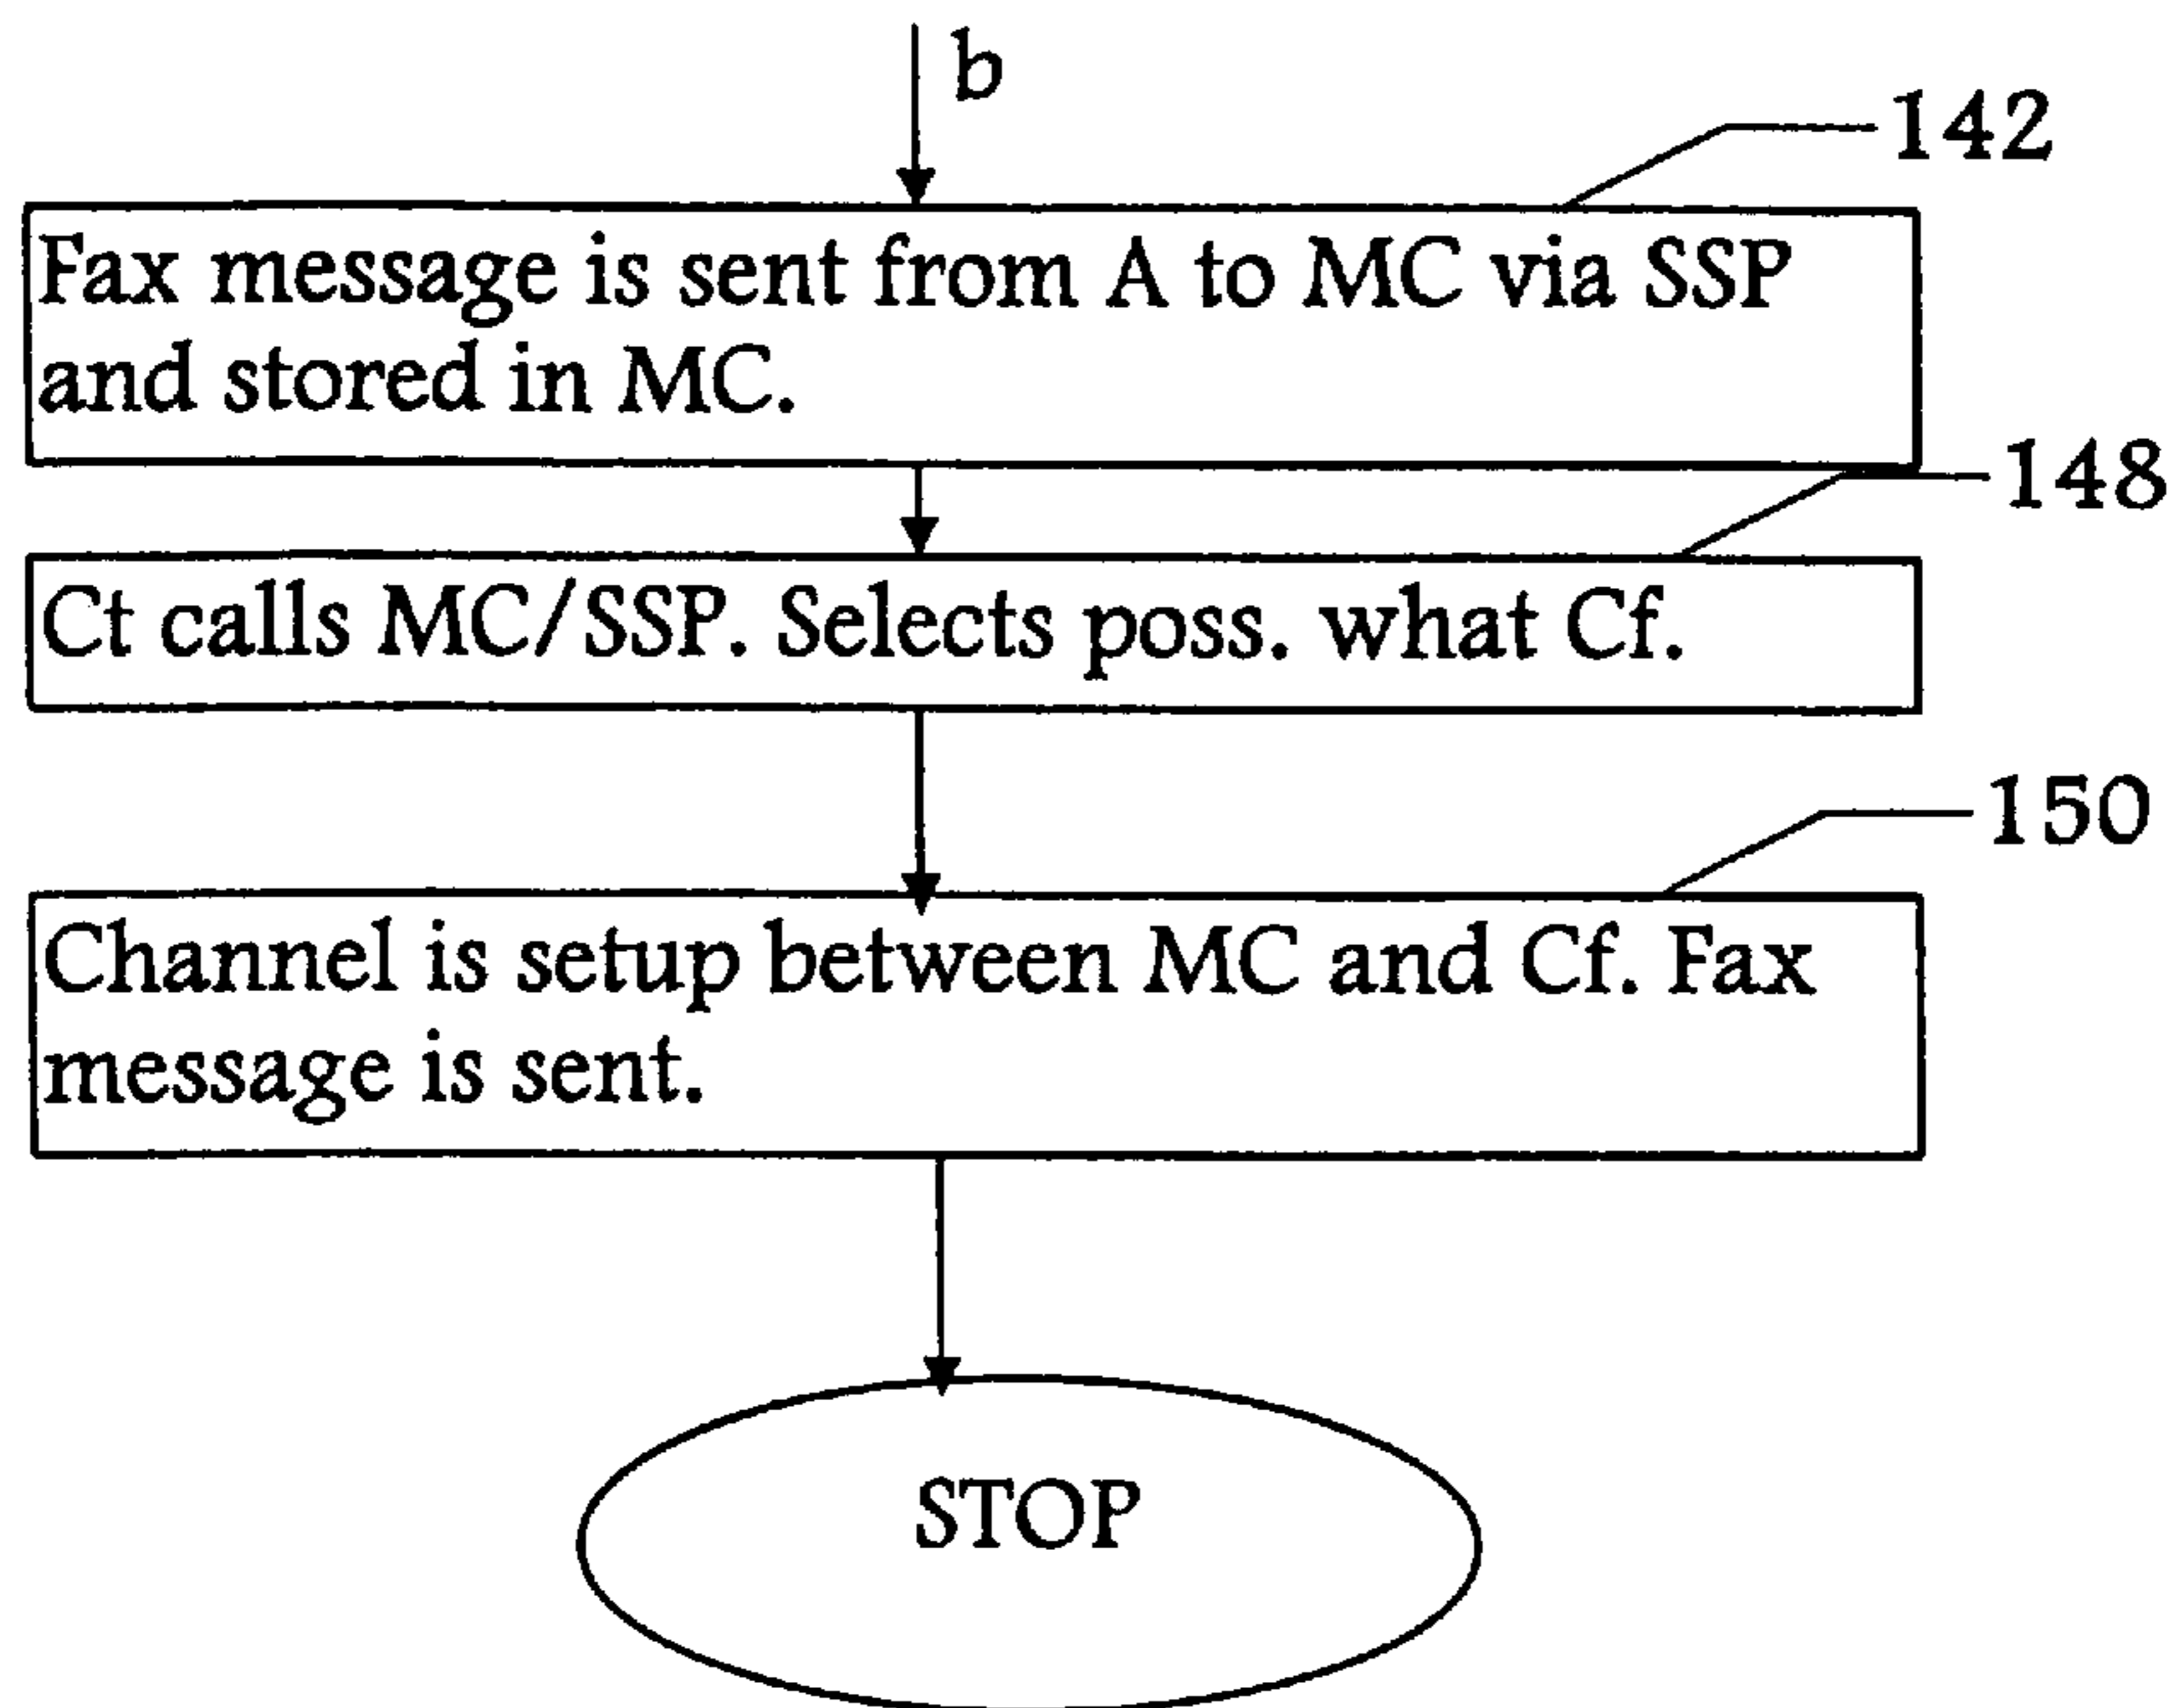 b
142
Fax message is sent from A to MC via SSP
and stored in MC.
148
Ct calls MC/SSP. Selects poss. what Cf.
150
Channel is setup between MC and Cf. Fax
message is sent.
STOP